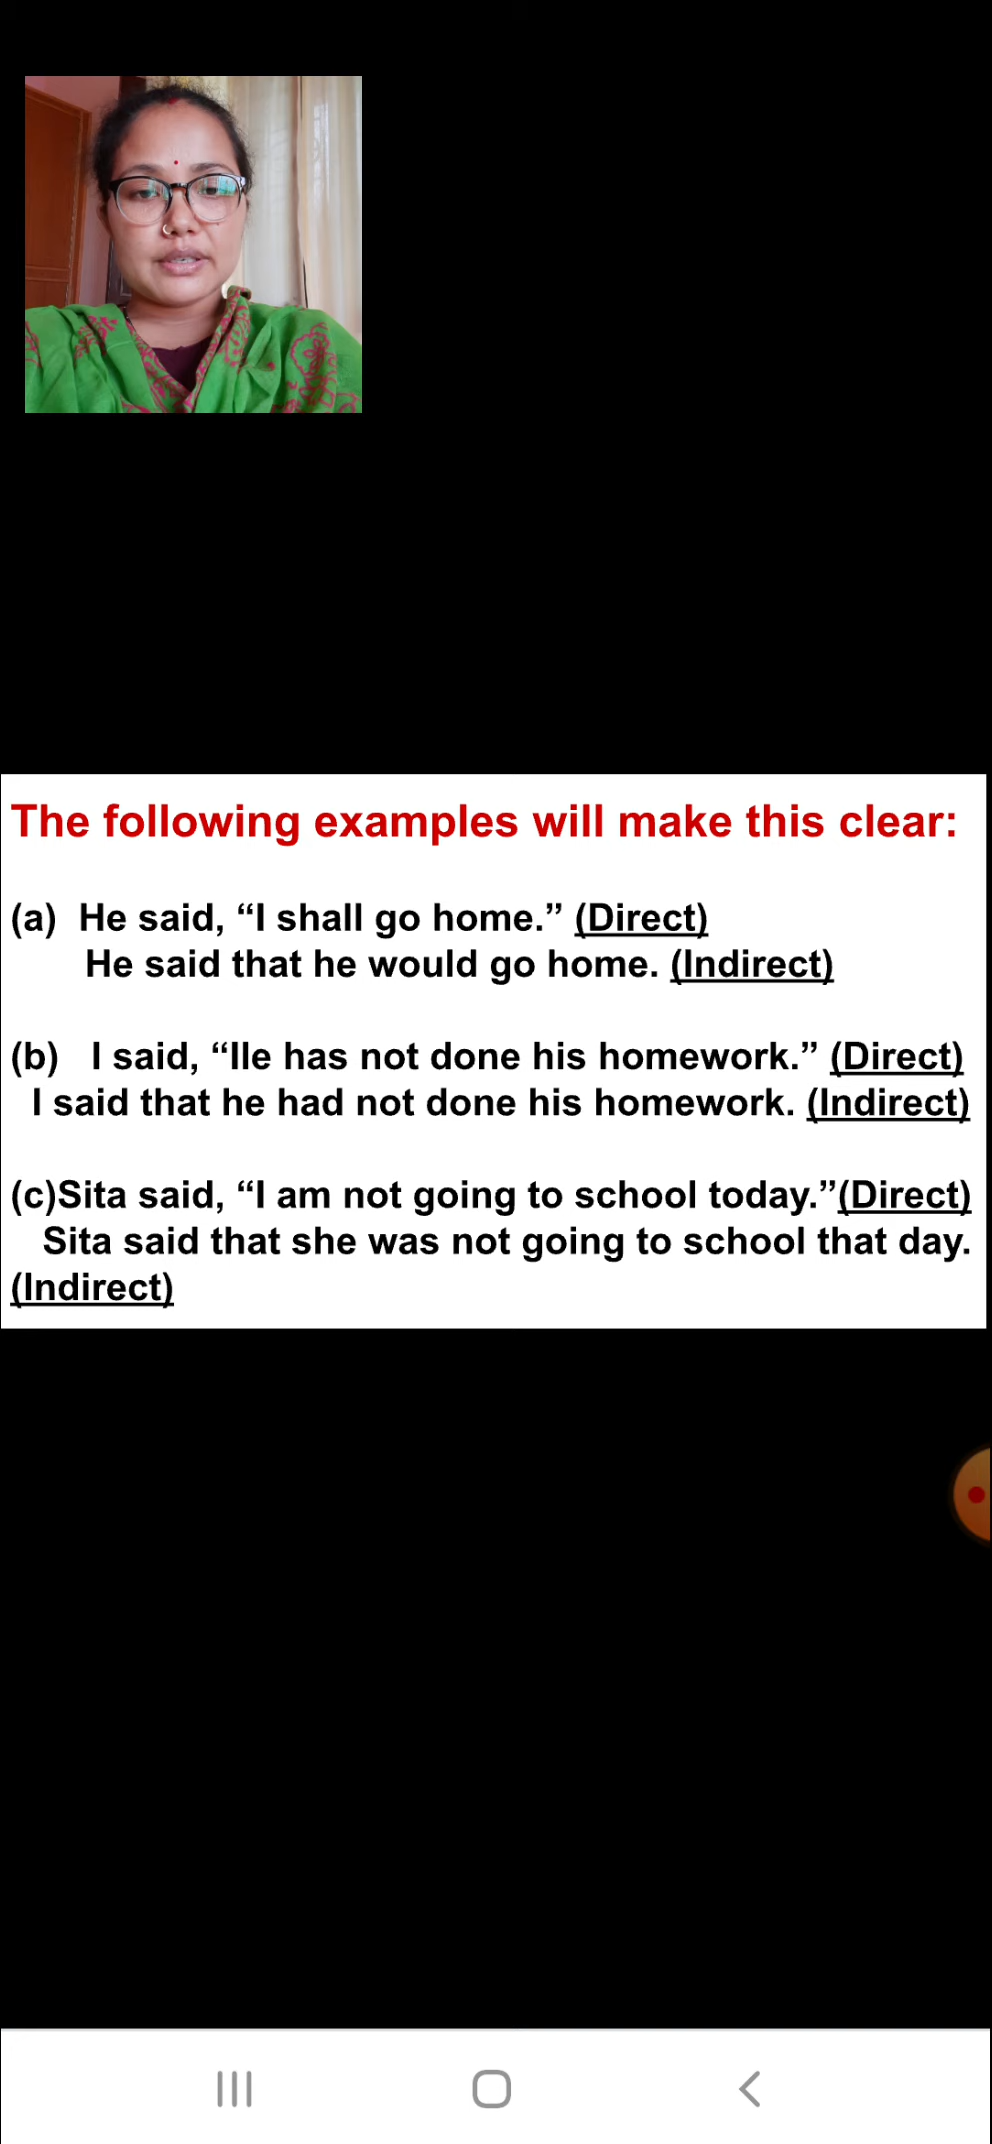 The following examples will make this clear:
(a) He said, “I shall go home.” (Direct)
He said that he would go home. (Indirect)
(b) I said, “Ile has not done his homework.” (Direct)
I said that he had not done his homework. (Indirect)
(c)Sita said, “I am not going to school today.”(Direct)
Sita said that she was not going to school that day.
(Indirect)